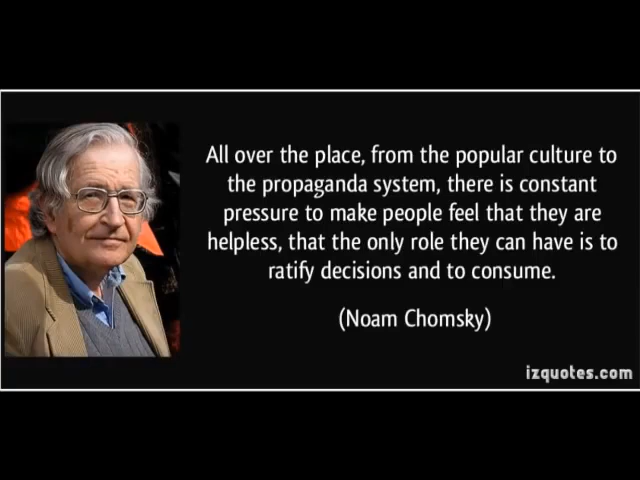 All over the place, from the popular culture to
the propaganda system, there is constant
pressure to make people feel that they are
helpless, that the only role they can have is to
ratify decisions and to consume.
(Noam Chomsky)
izquotes.com